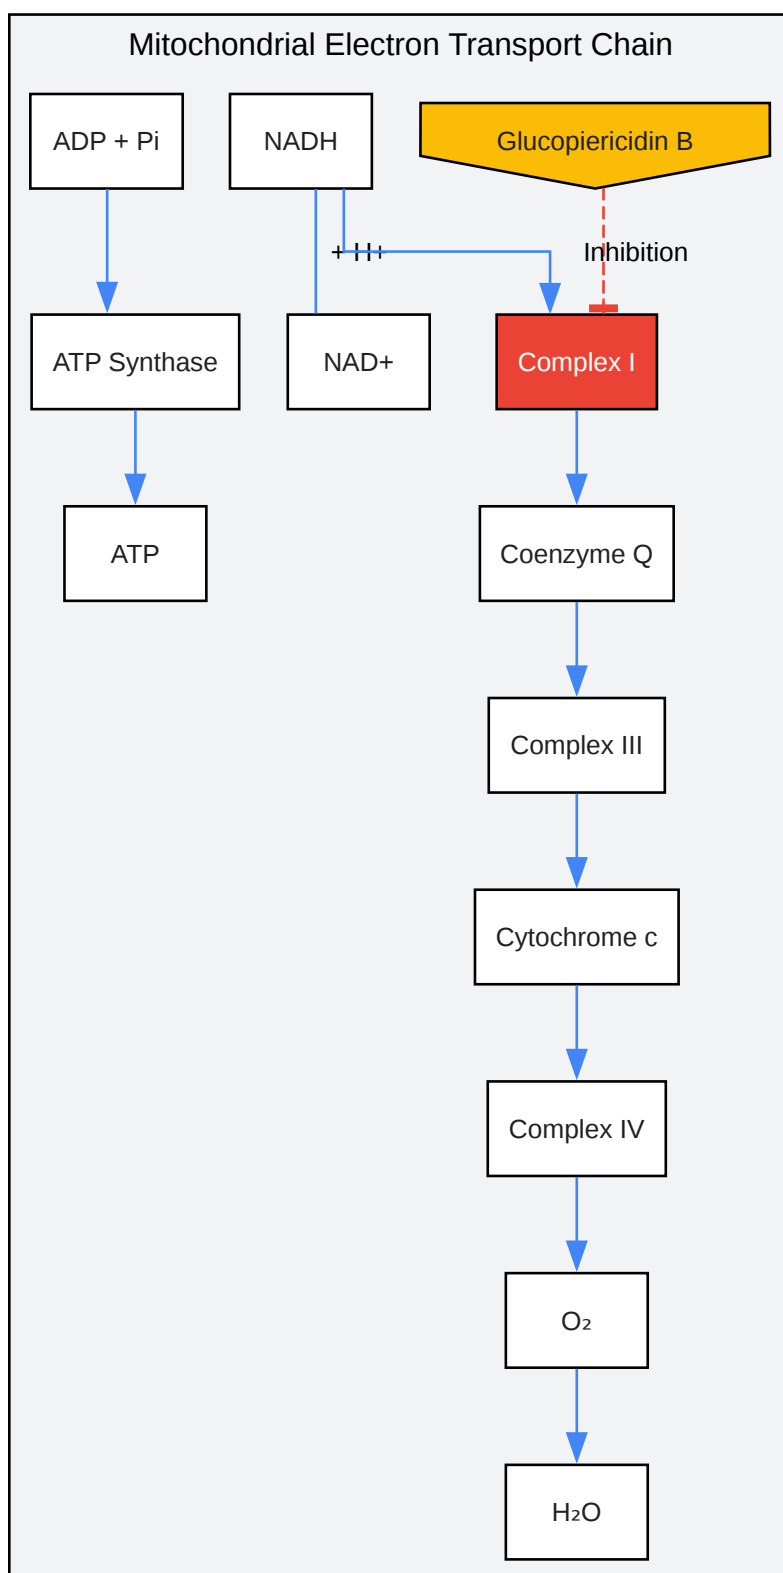 Mitochondrial Electron Transport Chain
ADP + Pi
NADH
Glucopiericidin B
+ H+
Inhibition
ATP Synthase
NAD+
Complex I
ATP
Coenzyme Q
Complex III
Cytochrome c
Complex IV
O₂
H₂O